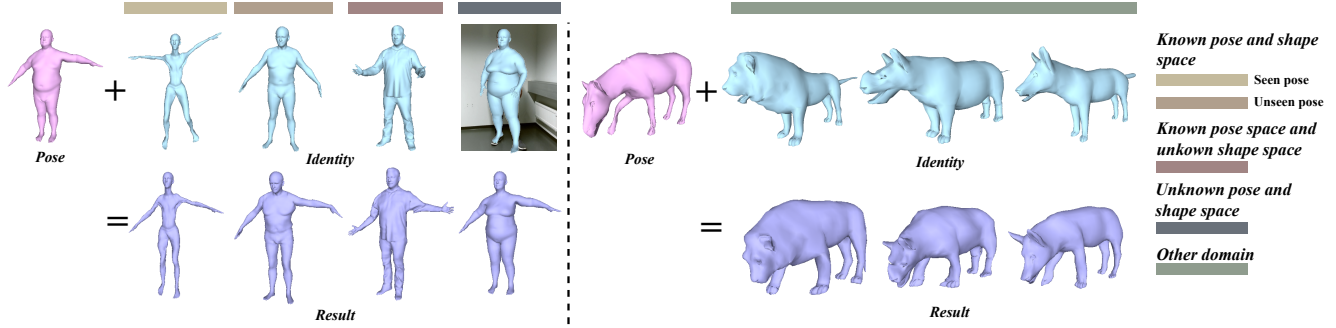 +
+
Pose
Identity
=
Result
Pose
Identity
=
Result
Known pose and shape
space
Seen pose
Unseen pose
Known pose space and
unkown shape space
Unknown pose and
shape space
Other domain